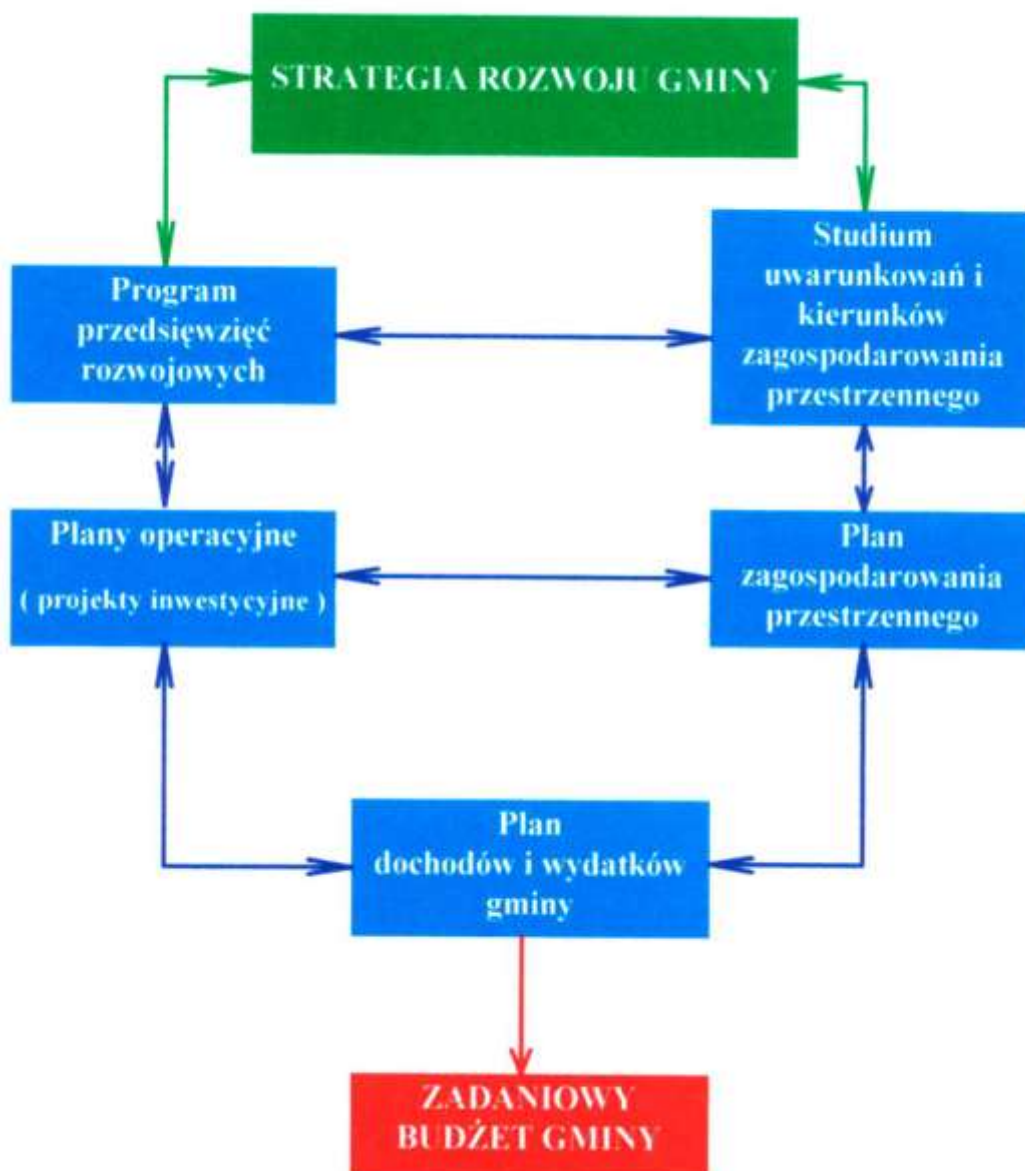 STRATEGIA ROZWOJU GMINY
Program
przedsięwzięć
rozwojowych
Studium
uwarunkowań i
kierunków
zagospodarowania
przestrzennego
Plany operacyjne
( projekty inwestycyjne )
Plan
zagospodarowania
przestrzennego
Plan
dochodów i wydatków
gminy
ZADANIOWY
BUDŻET GMINY